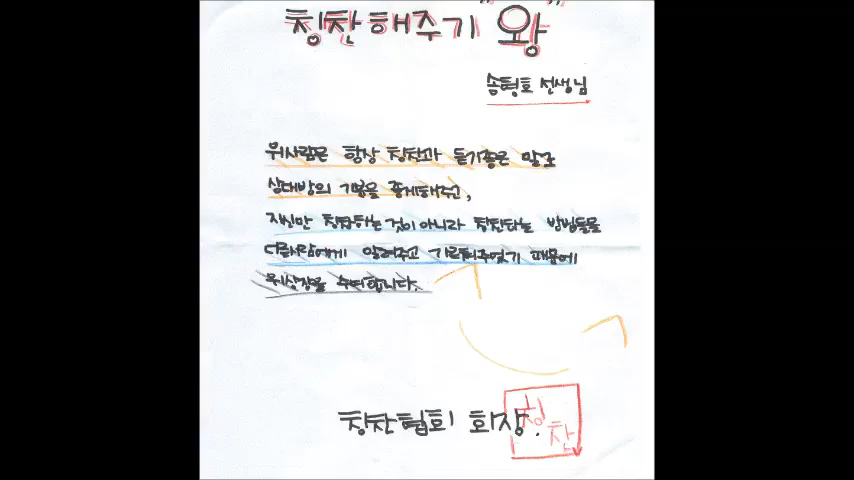 칭찬해주기 "왕"
송형호 선생님
위사람은 항상 칭찬과 듣기좋은 말로
상대방의 기분을 좋게해주고,
자신만 칭찬하는 것이 아니라 칭찬하는 방법들을
다른사람에게 알려주고 가르쳐주었기 때문에
위상장을 수여합니다.
칭찬협회 회장.
칭찬